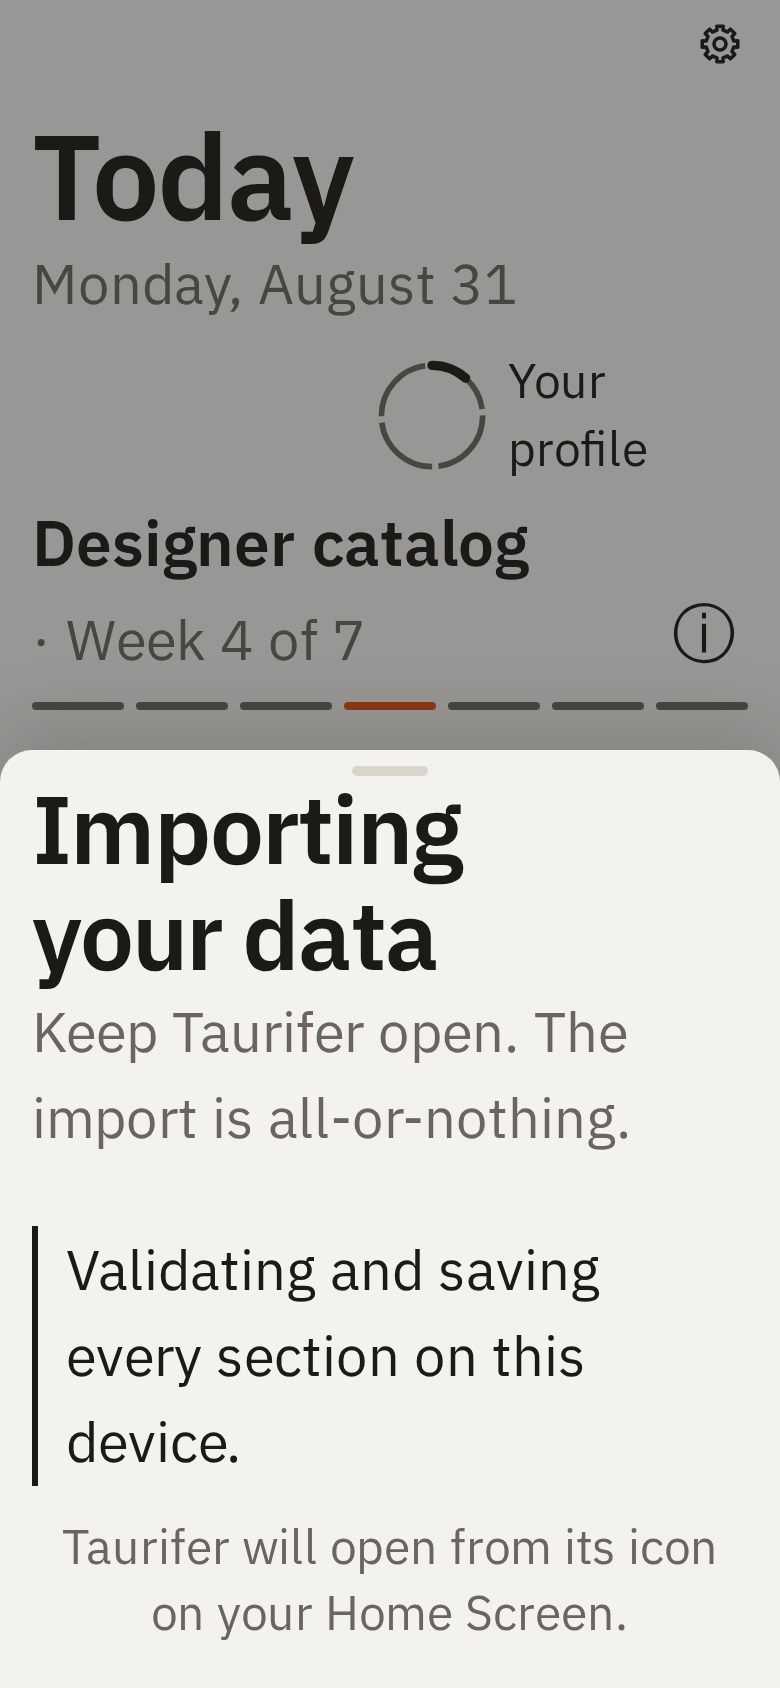 Today
Monday, August 31
Your
profile
Designer catalog
· Week 4 of 7
Importing
your data
Keep Taurifer open. The
import is all-or-nothing.
Validating and saving
every section on this
device.
Taurifer will open from its icon
on your Home Screen.